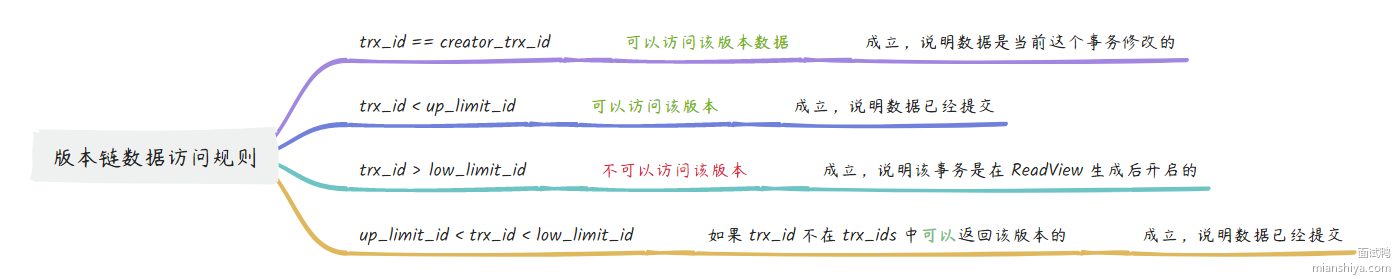 trx_id == creator_trx_id 可以访问该版本数据 成立，说明数据是当前这个事务修改的
trx_id < up_limit_id 可以访问该版本 成立，说明数据已经提交
版本链数据访问规则
trx_id > low_limit_id 不可以访问该版本 成立，说明该事务是在 ReadView 生成后开启的
up_limit_id < trx_id < low_limit_id 如果 trx_id 不在 trx_ids 中可以返回该版本的 成立，说明数据已经提交
面试鸭
mianshiya.com